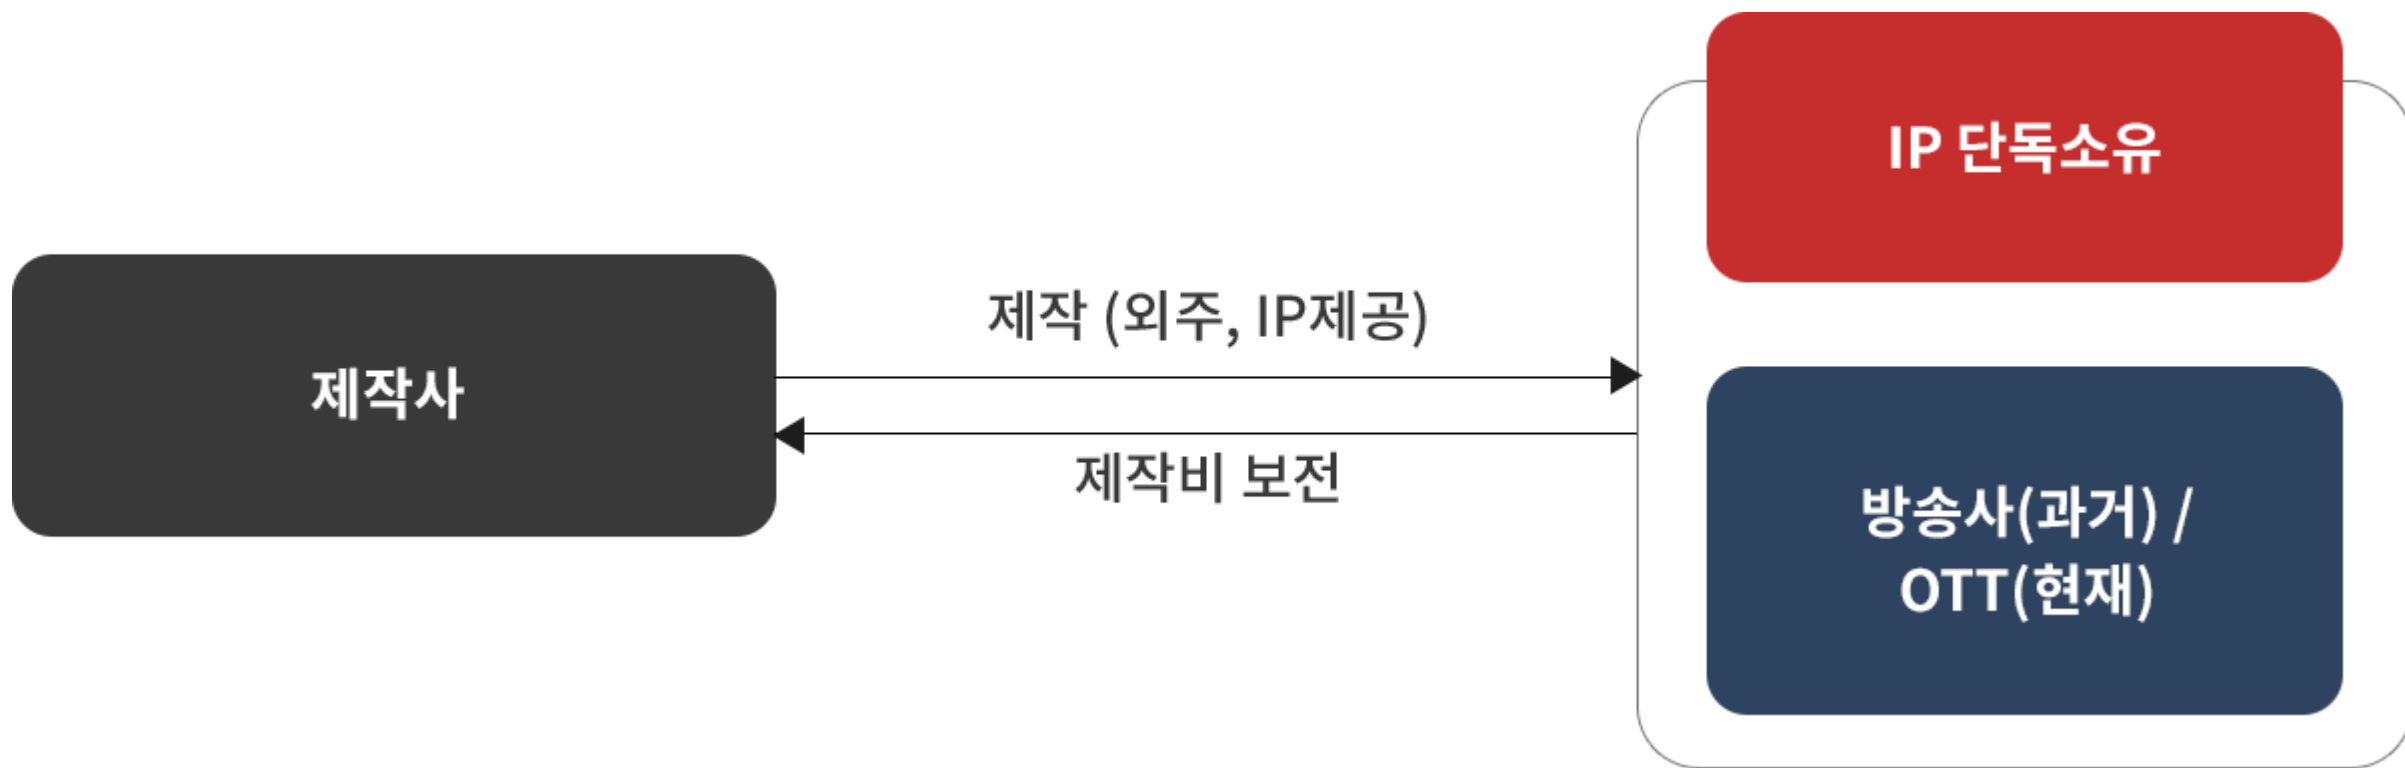 IP 단독소유
제작 (외주, IP제공)
제작사
제작비 보전
방송사(과거) /
OTT(현재)